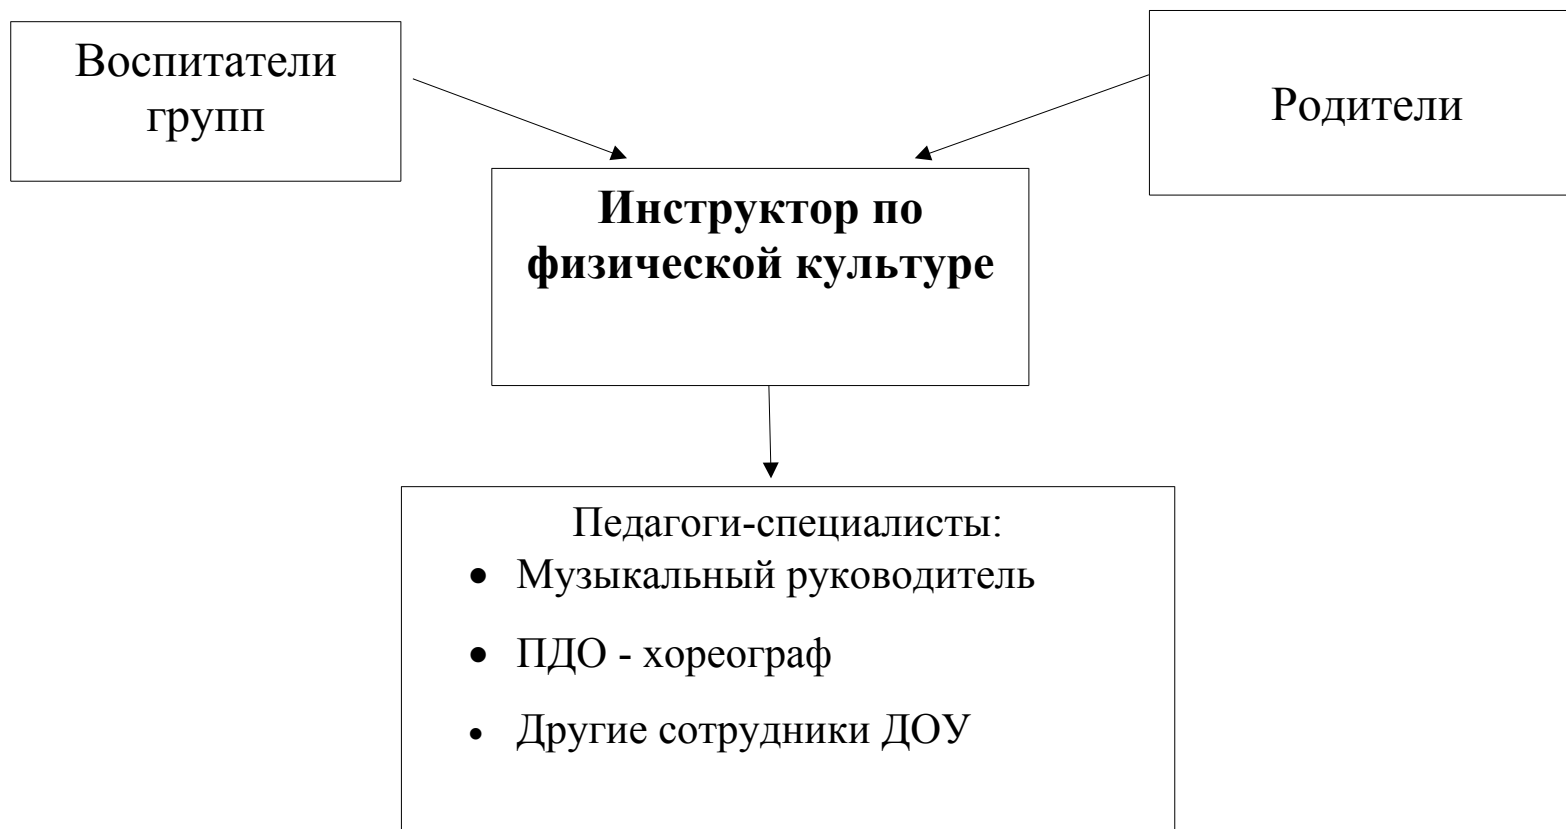 Воспитатели
групп
Родители
Инструктор по
физической культуре
Педагоги-специалисты:
• Музыкальный руководитель
• ПДО - хореограф
• Другие сотрудники ДОУ